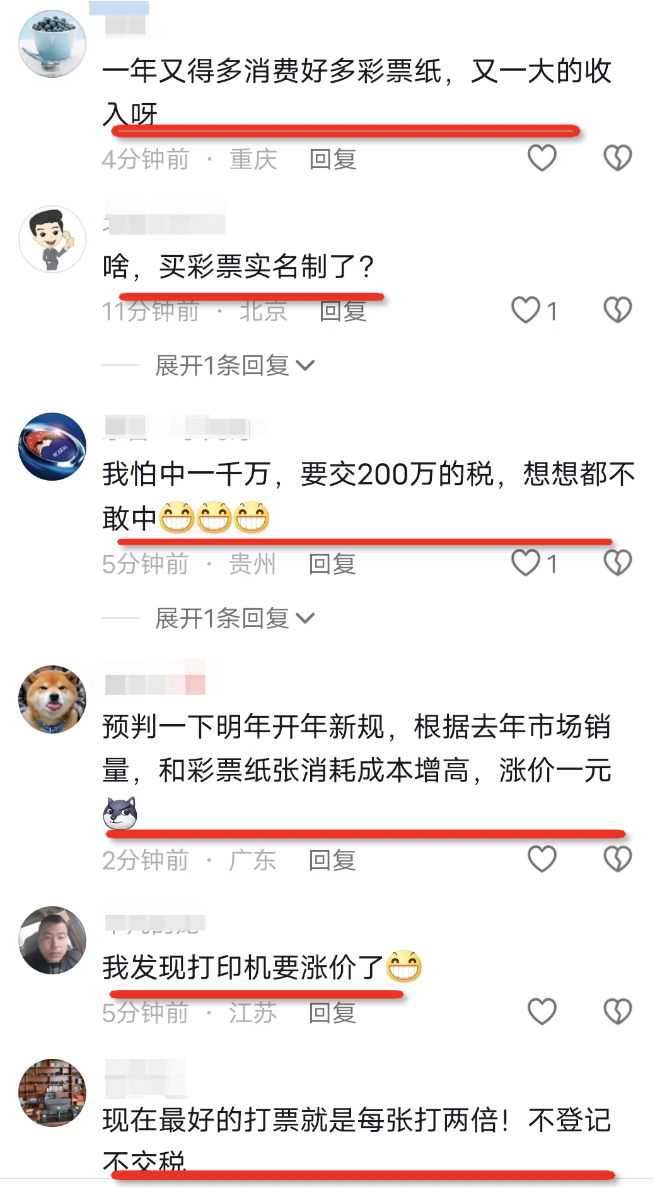 一年又得多消费好多彩票纸，又一大的收
入呀
4分钟前 · 重庆 回复
啥，买彩票实名制了？
11分钟前 · 北京 回复 1
展开1条回复
我怕中一千万，要交200万的税，想想都不
敢中
5分钟前 · 贵州 回复 1
展开1条回复
预判一下明年开年新规，根据去年市场销
量，和彩票纸张消耗成本增高，涨价一元
2分钟前 · 广东 回复
我发现打印机要涨价了
5分钟前 · 江苏 回复
现在最好的打票就是每张打两倍！不登记
不交税